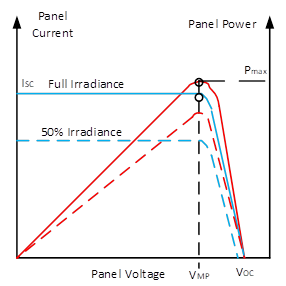 Panel
Current
Panel Power
Pmax
ISC
Full Irradiance
50% Irradiance
Panel Voltage
VMP
VOC